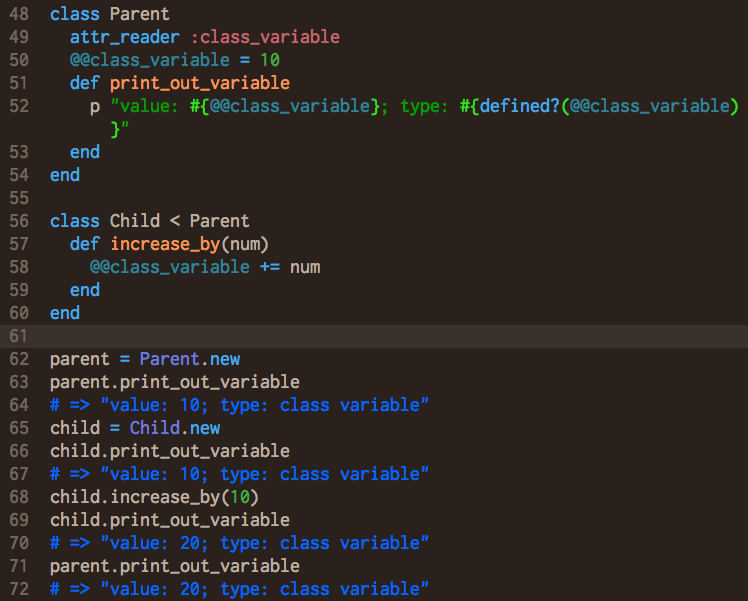 48 class Parent
49   attr_reader :class_variable
50   @@class_variable = 10
51   def print_out_variable
52     p "value: #{@@class_variable}; type: #{defined?(@@class_variable)
      }"
53   end
54 end
55
56 class Child < Parent
57   def increase_by(num)
58     @@class_variable += num
59   end
60 end
61
62 parent = Parent.new
63 parent.print_out_variable
64 # => "value: 10; type: class variable"
65 child = Child.new
66 child.print_out_variable
67 # => "value: 10; type: class variable"
68 child.increase_by(10)
69 child.print_out_variable
70 # => "value: 20; type: class variable"
71 parent.print_out_variable
72 # => "value: 20; type: class variable"